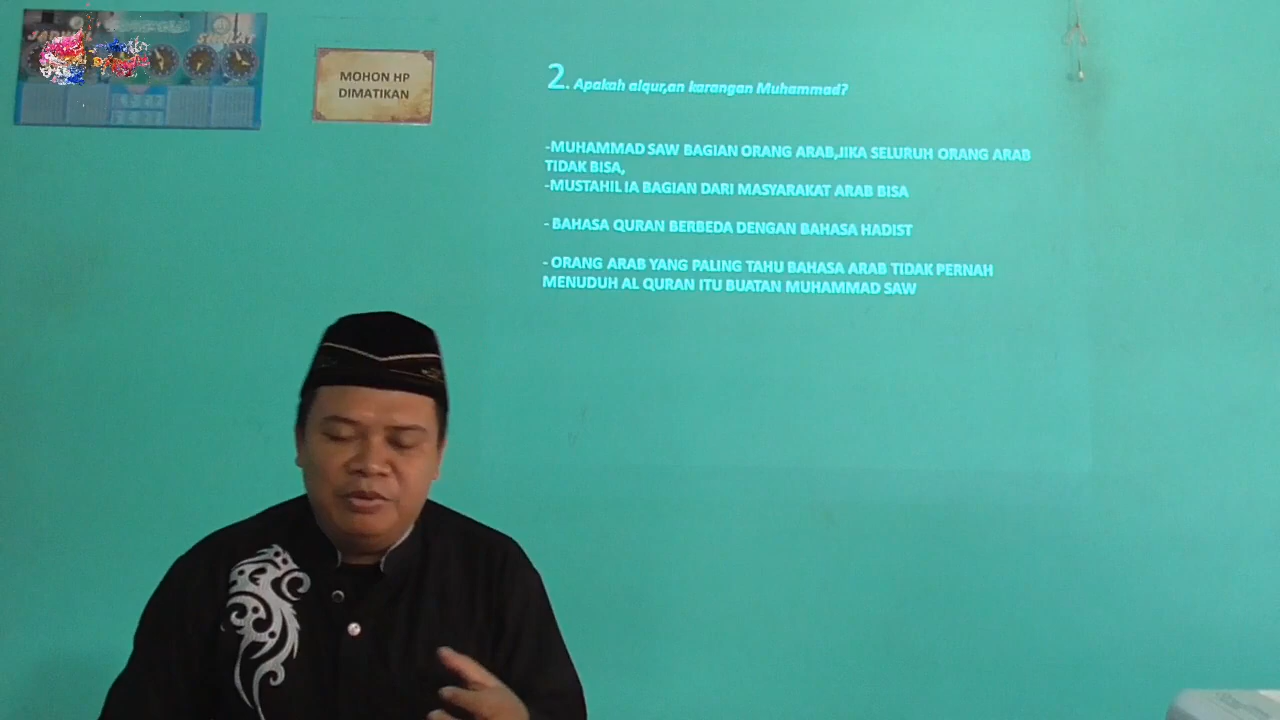 JADWAL SHALAT
MOHON HP
DIMATIKAN
2. Apakah alqur,an karangan Muhammad?
-MUHAMMAD SAW BAGIAN ORANG ARAB,JIKA SELURUH ORANG ARAB
TIDAK BISA,
-MUSTAHIL IA BAGIAN DARI MASYARAKAT ARAB BISA
- BAHASA QURAN BERBEDA DENGAN BAHASA HADIST
- ORANG ARAB YANG PALING TAHU BAHASA ARAB TIDAK PERNAH
MENUDUH AL QURAN ITU BUATAN MUHAMMAD SAW